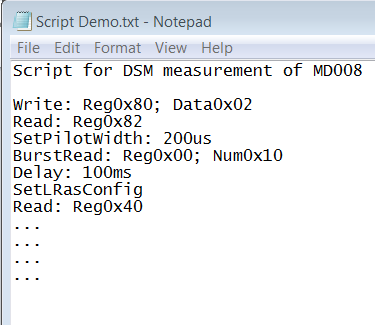 Script Demo.txt - Notepad
File Edit Format View Help
Script for DSM measurement of MD008
Write: Reg0x80; Data0x02
Read: Reg0x82
SetPilotWidth: 200us
BurstRead: Reg0x00; Num0x10
Delay: 100ms
SetLRasConfig
Read: Reg0x40
...
...
...
...